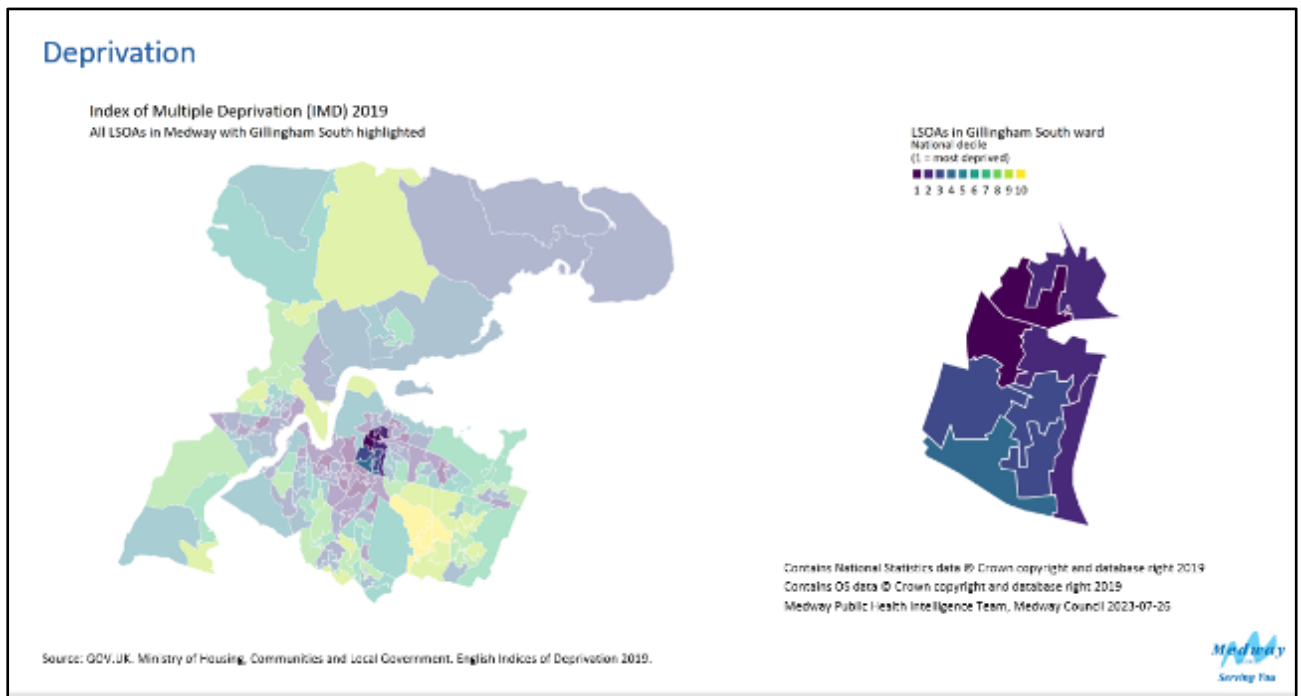 Deprivation
Index of Multiple Deprivation (IMD) 2019
All LSOAs in Medway with Gillingham South highlighted
LSOAs in Gillingham South ward
National decile
(1 = most deprived)
1 2 3 4 5 6 7 8 9 10
Contains National Statistics data © Crown copyright and database right 2019
Contains OS data © Crown copyright and database right 2019
Medway Public Health Intelligence Team, Medway Council 2023-07-26
Source: GOV.UK. Ministry of Housing, Communities and Local Government. English Indices of Deprivation 2019.
Medway
Serving You